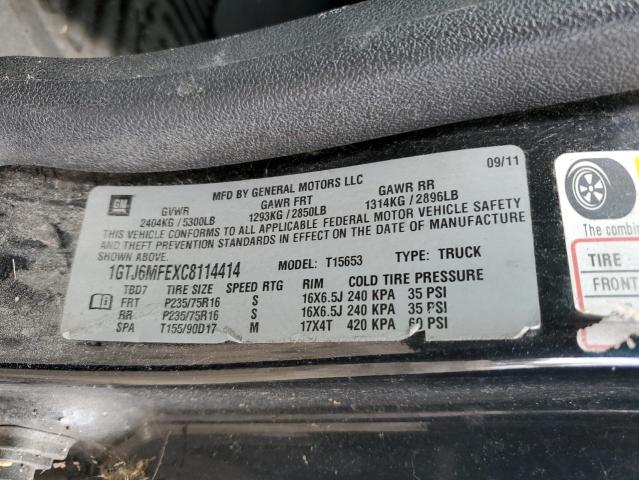 MFD BY GENERAL MOTORS LLC
09/11
GM
GVWR GAWR FRT GAWR RR
2404KG / 5300LB 1293KG / 2850LB 1314KG / 2896LB
THIS VEHICLE CONFORMS TO ALL APPLICABLE FEDERAL MOTOR VEHICLE SAFETY
STANDARDS IN EFFECT ON THE DATE OF MANUFACTURE
SHOWN ABOVE.
1GTJ6MFEXC8114414 MODEL: T15653 TYPE: TRUCK
TBD7 TIRE SIZE SPEED RTG RIM COLD TIRE PRESSURE
FRT P235/75R16 S 16X6.5J 240 KPA 35 PSI
RR P235/75R16 S 16X6.5J 240 KPA 35 PSI
SPA T155/90D17 M 17X4T 420 KPA 60 PSI
The combin
TIRE
FRONT